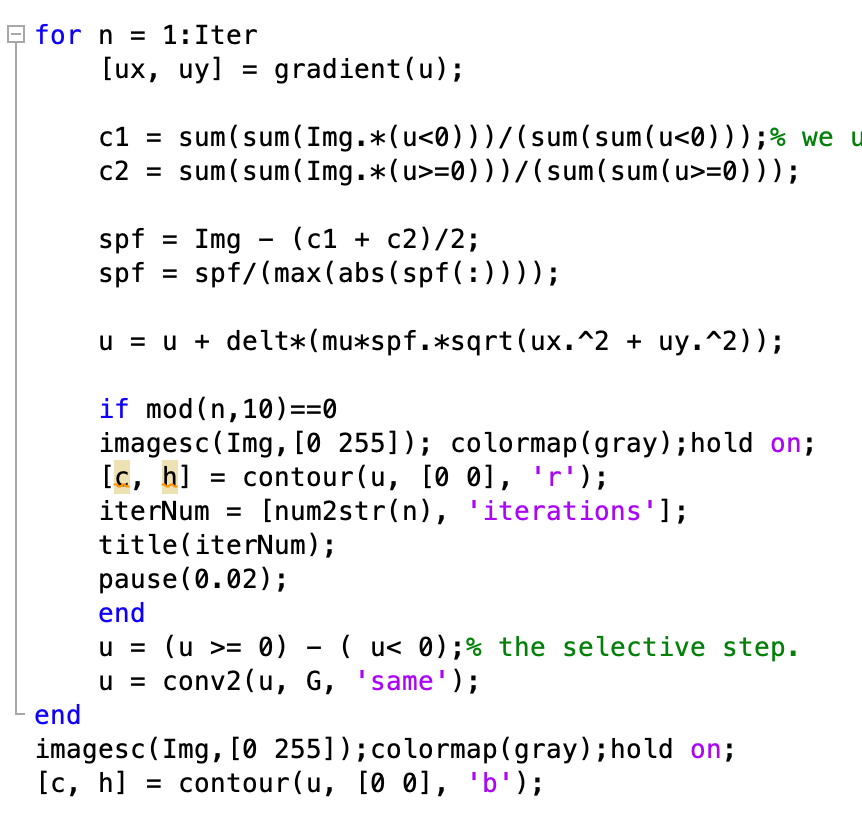 for n = 1:Iter
[ux, uy] = gradient(u);
c1 = sum(sum(Img.*(u<0)))/(sum(sum(u<0)));% we
c2 = sum(sum(Img.*(u>=0)))/(sum(sum(u>=0)));
spf = Img - (c1 + c2)/2;
spf = spf/(max(abs(spf(:))));
u = u + delt*(mu*spf.*sqrt(ux.^2 + uy.^2));
if mod(n,10)==0
imagesc(Img,[0 255]); colormap(gray);hold on;
[c, h] = contour(u, [0 0], 'r');
iterNum = [num2str(n), 'iterations'];
title(iterNum);
pause(0.02);
end
u = (u >= 0) - ( u< 0);% the selective step.
u = conv2(u, G, 'same');
end
imagesc(Img,[0 255]);colormap(gray);hold on;
[c, h] = contour(u, [0 0], 'b');